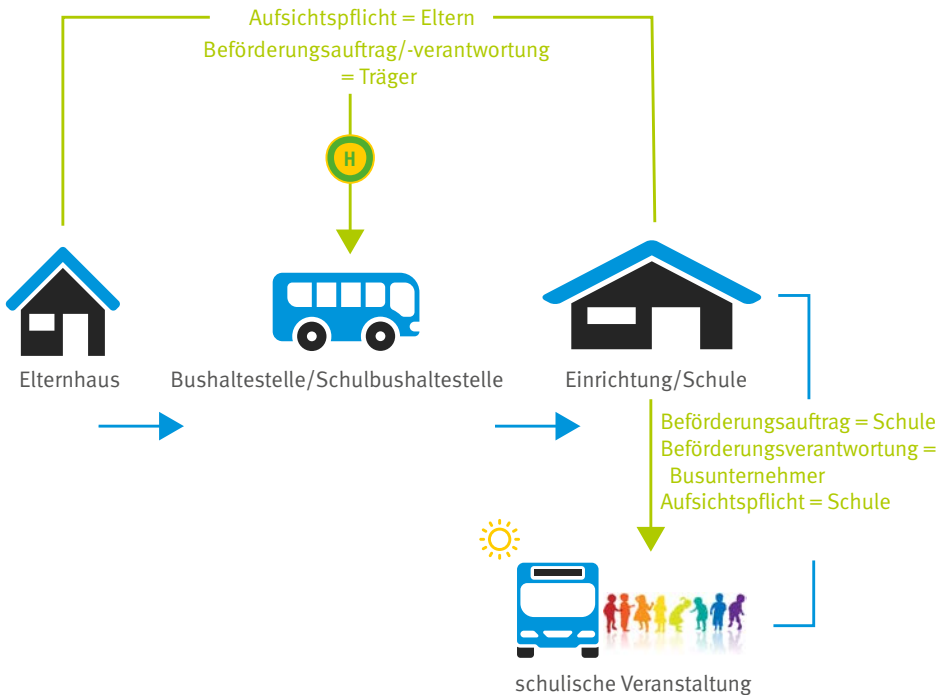 Aufsichtspflicht = Eltern
Beförderungsauftrag/-verantwortung
= Träger
H
Elternhaus
Bushaltestelle/Schulbushaltestelle
Einrichtung/Schule
Beförderungsauftrag = Schule
Beförderungsverantwortung =
Busunternehmer
Aufsichtspflicht = Schule
schulische Veranstaltung